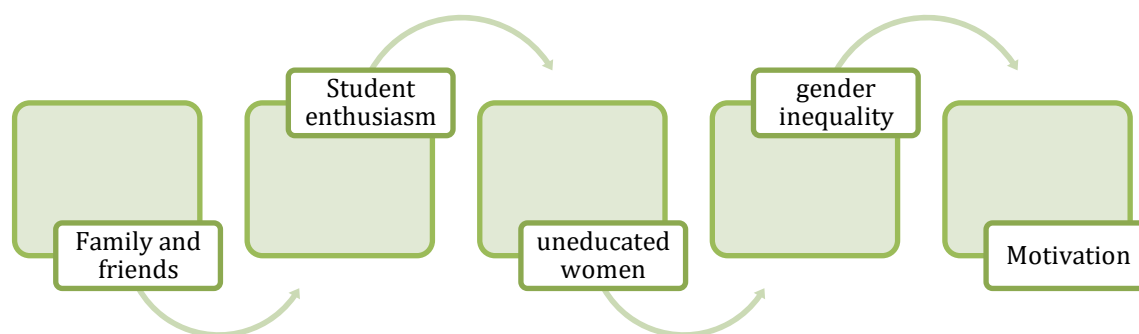 Family and
friends
Student
enthusiasm
uneducated
women
gender
inequality
Motivation